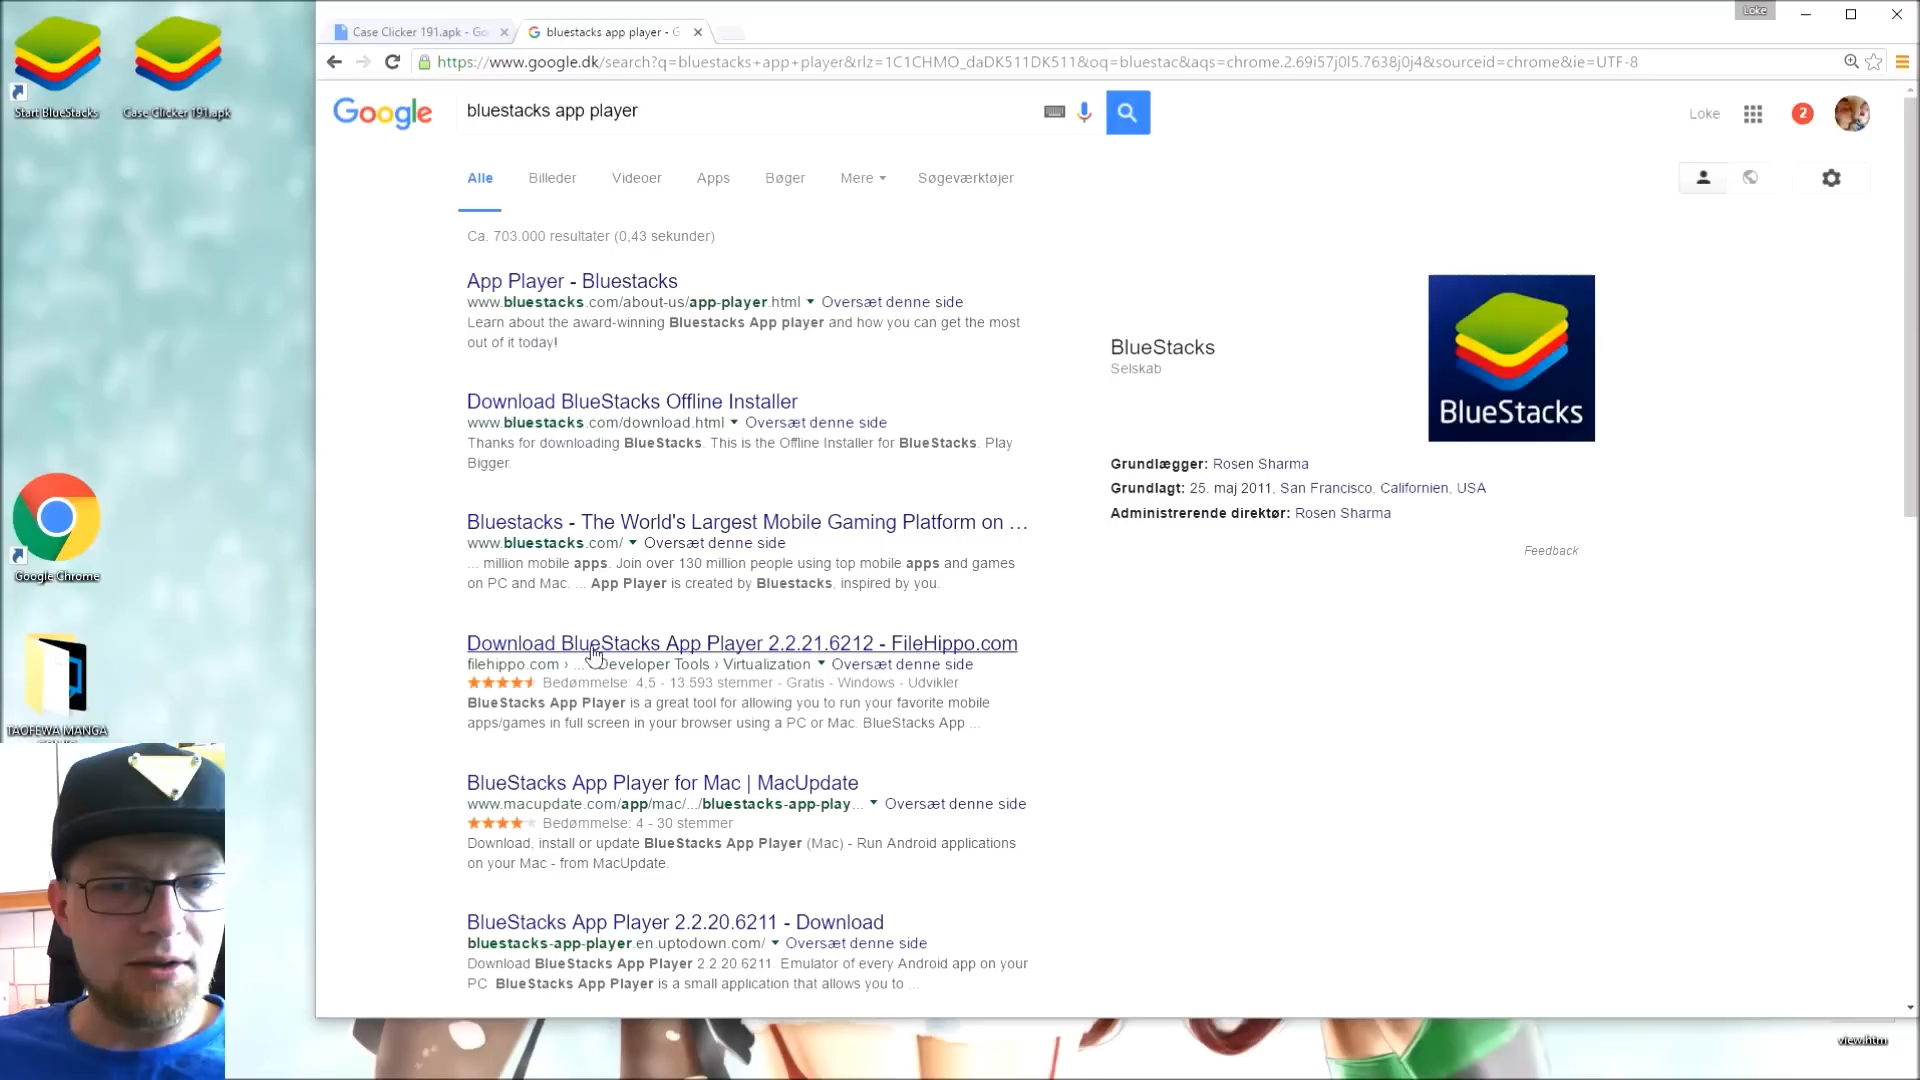 Loke
Case Clicker 191.apk - Go
bluestacks app player - G
https://www.google.dk/search?q=bluestacks+app+player&rlz=1C1CHMO_daDK511DK511&oq=bluestac&aqs=chrome.2.69i57j0l5.7638j0j4&sourceid=chrome&ie=UTF-8
Start BlueStacks
Case Clicker 191.apk
Google
bluestacks app player
Loke
2
Alle
Billeder
Videoer
Apps
Bøger
Mere
Søgeværktøjer
Ca. 703.000 resultater (0,43 sekunder)
App Player - Bluestacks
www.bluestacks.com/about-us/app-player.html Oversæt denne side
Learn about the award-winning Bluestacks App player and how you can get the most
out of it today!
Download BlueStacks Offline Installer
www.bluestacks.com/download.html Oversæt denne side
Thanks for downloading BlueStacks. This is the Offline Installer for BlueStacks. Play
Bigger.
Bluestacks - The World's Largest Mobile Gaming Platform on ...
www.bluestacks.com/ Oversæt denne side
... million mobile apps. Join over 130 million people using top mobile apps and games
on PC and Mac. ... App Player is created by Bluestacks, inspired by you.
Download BlueStacks App Player 2.2.21.6212 - FileHippo.com
filehippo.com › ... Developer Tools › Virtualization Oversæt denne side
Bedømmelse: 4,5 - 13.593 stemmer - Gratis - Windows - Udvikler
BlueStacks App Player is a great tool for allowing you to run your favorite mobile
apps/games in full screen in your browser using a PC or Mac. BlueStacks App ...
BlueStacks App Player for Mac | MacUpdate
www.macupdate.com/app/mac/.../bluestacks-app-play... Oversæt denne side
Bedømmelse: 4 - 30 stemmer
Download, install or update BlueStacks App Player (Mac) - Run Android applications
on your Mac - from MacUpdate.
BlueStacks App Player 2.2.20.6211 - Download
bluestacks-app-player.en.uptodown.com/ Oversæt denne side
Download BlueStacks App Player 2.2.20.6211. Emulator of every Android app on your
PC BlueStacks App Player is a small application that allows you to ...
BlueStacks
Selskab
BlueStacks
Grundlægger: Rosen Sharma
Grundlagt: 25. maj 2011, San Francisco, Californien, USA
Administrerende direktør: Rosen Sharma
Feedback
Google Chrome
TAOFEWA MANGA
view.htm